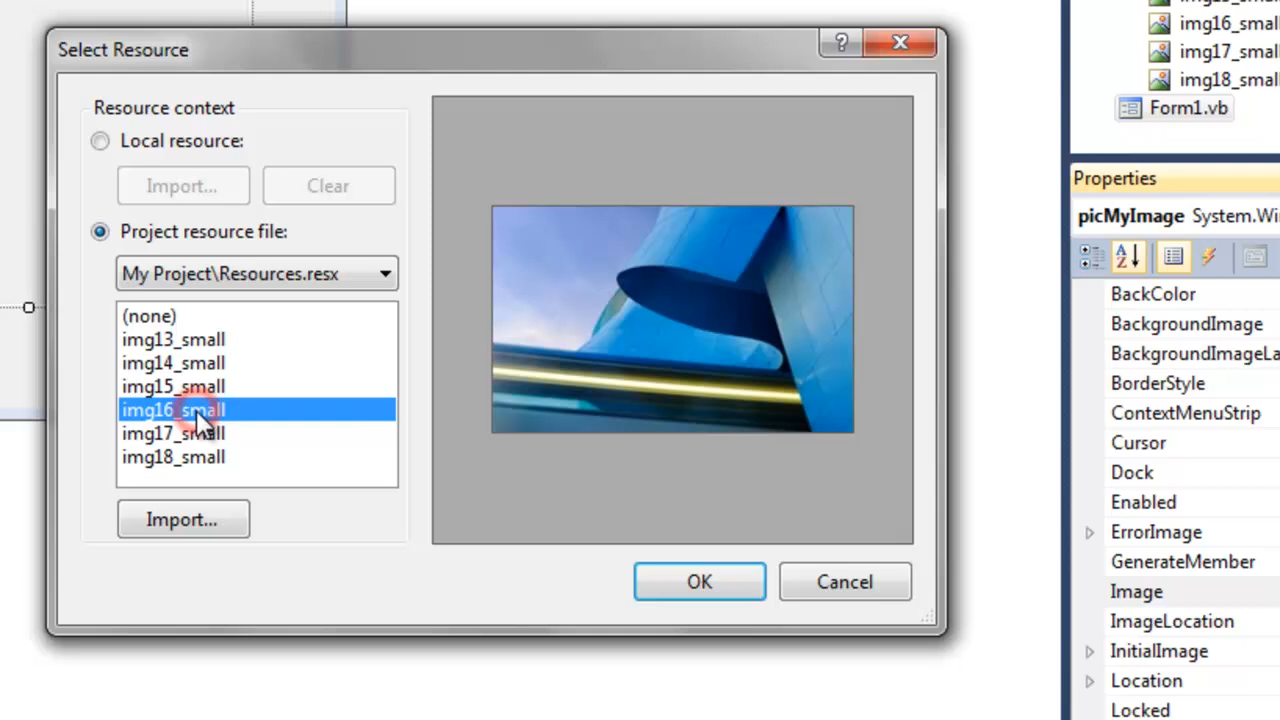 Select Resource
?
Resource context
Local resource:
Import...
Clear
Project resource file:
My Project\Resources.resx
(none)
img13_small
img14_small
img15_small
img16_small
img17_small
img18_small
Import...
OK
Cancel
img16_small
img17_small
img18_small
Form1.vb
Properties
picMyImage System.Wi
A
Z
BackColor
BackgroundImage
BackgroundImageLa
BorderStyle
ContextMenuStrip
Cursor
Dock
Enabled
ErrorImage
GenerateMember
Image
ImageLocation
InitialImage
Location
Locked